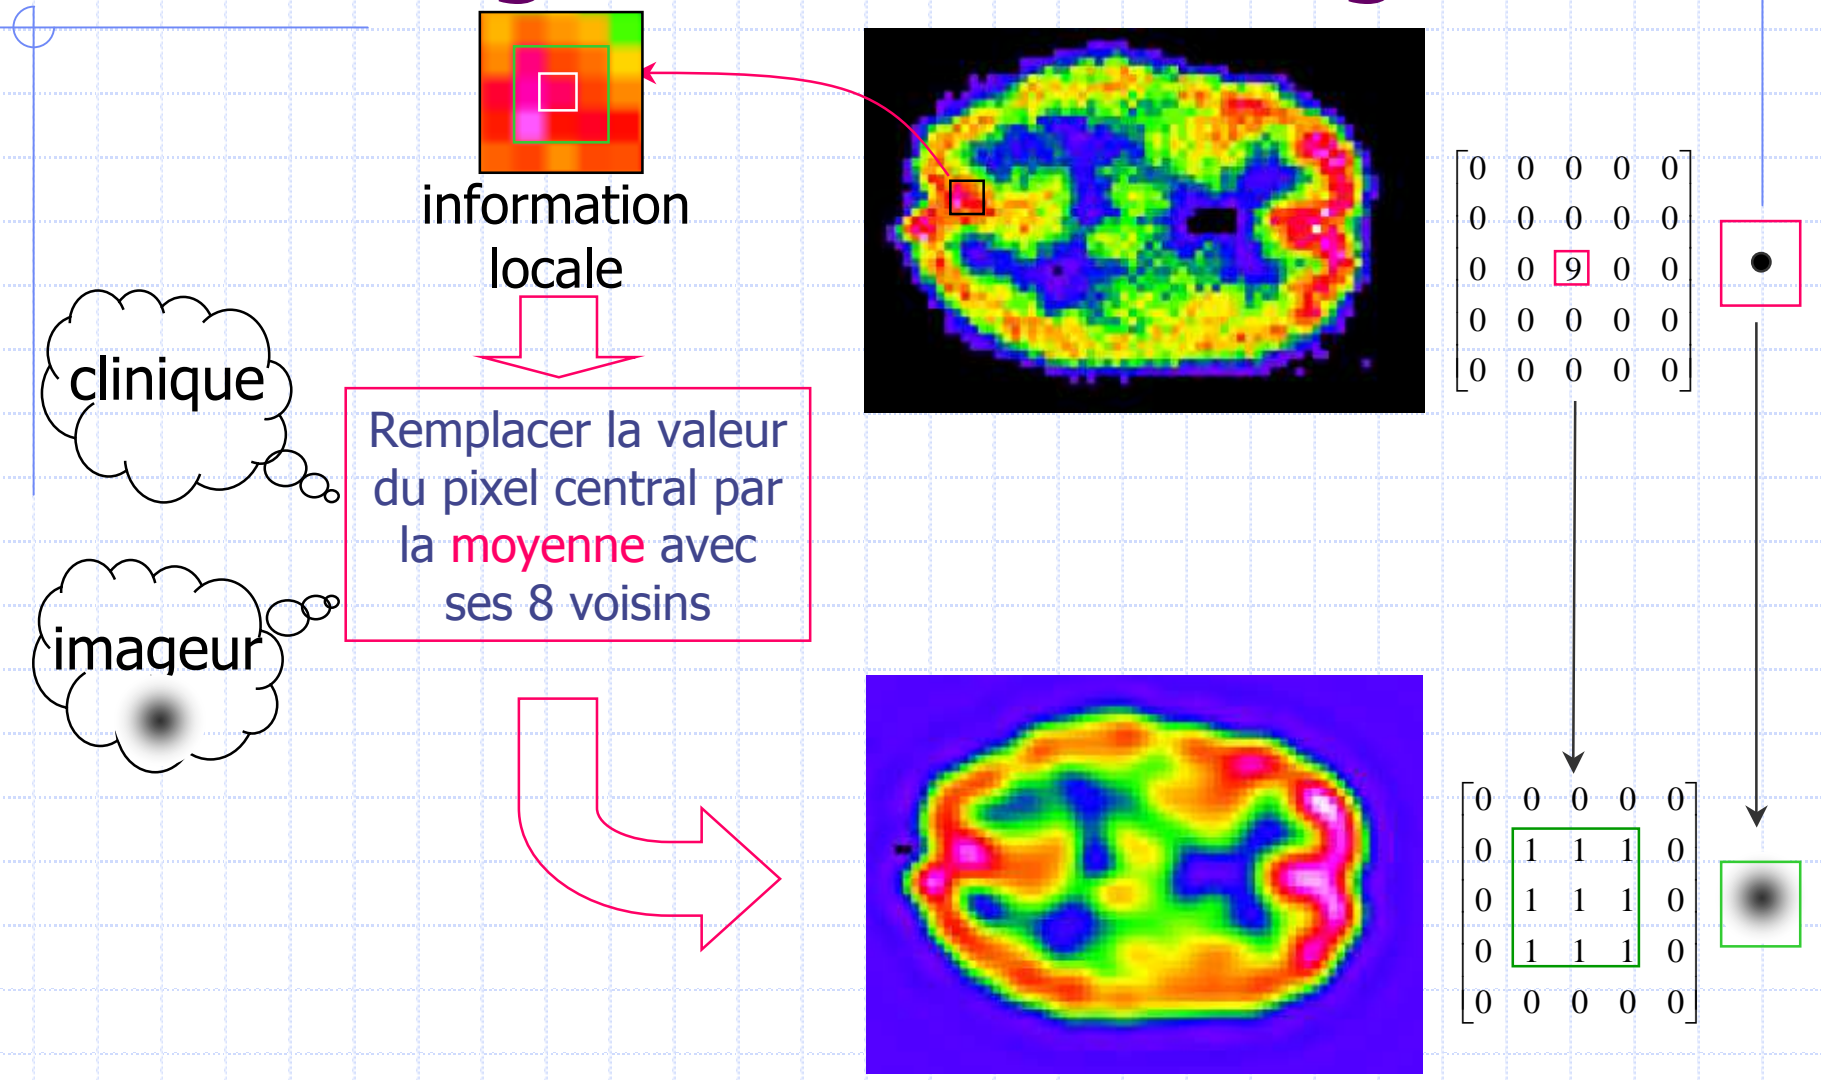 information
locale
clinique
Remplacer la valeur
du pixel central par
la moyenne avec
ses 8 voisins
imageur
0 0 0 0 0
0 0 0 0 0
0 0 9 0 0
0 0 0 0 0
0 0 0 0 0
0 0 0 0 0
0 1 1 1 0
0 1 1 1 0
0 1 1 1 0
0 0 0 0 0